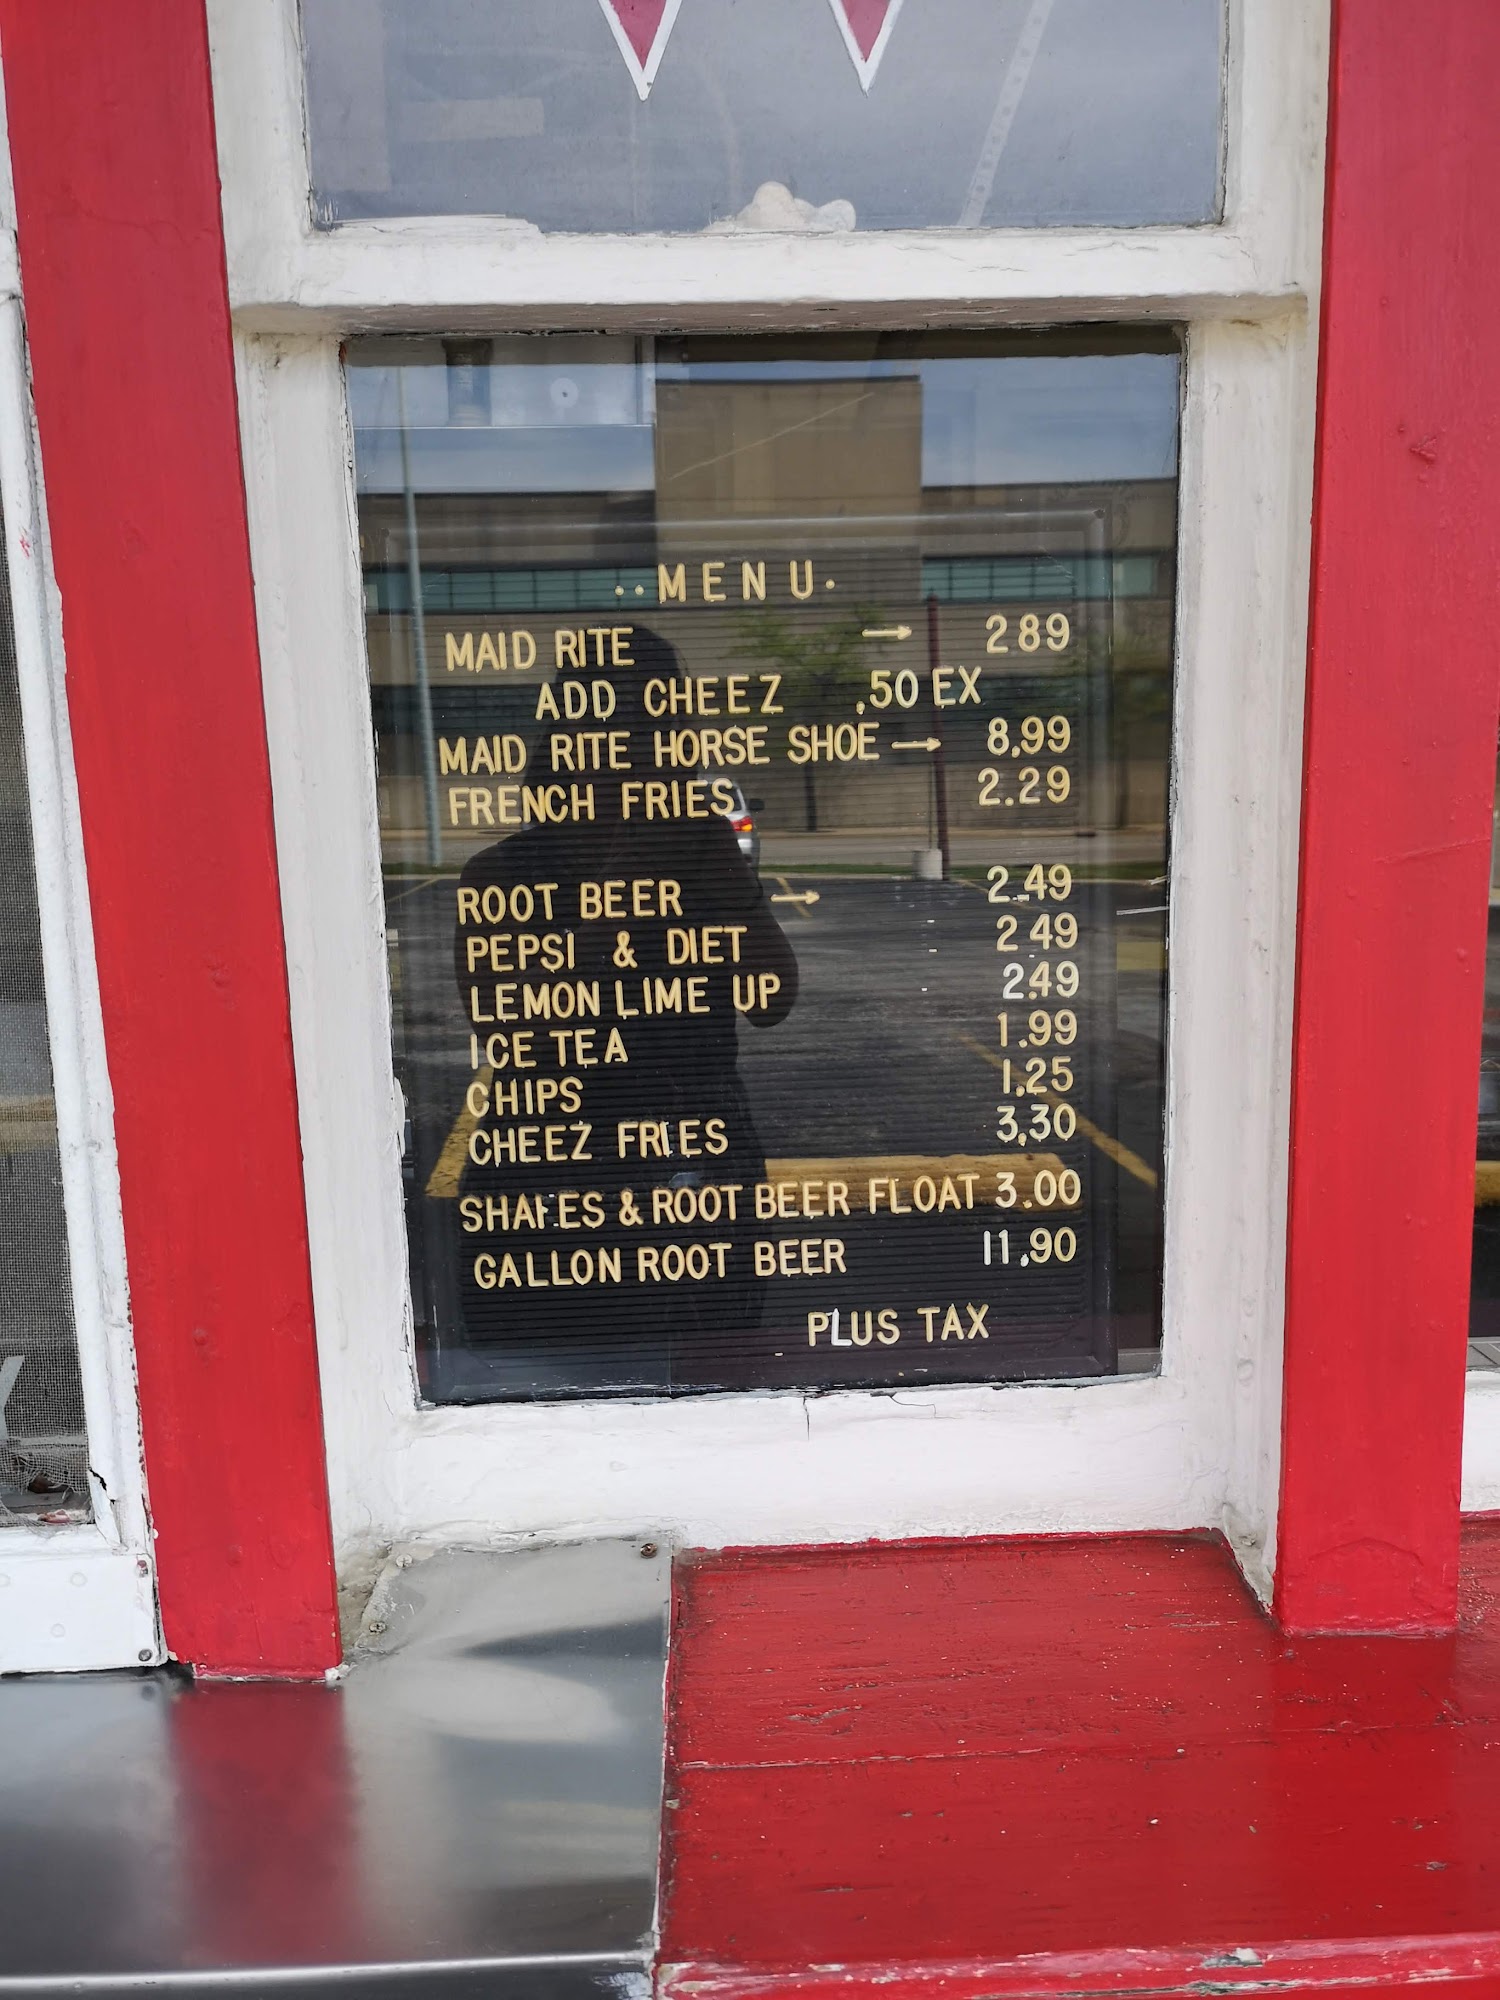 ..MENU.
MAID RITE → 2 89
ADD CHEEZ .50 EX
MAID RITE HORSE SHOE → 8.99
FRENCH FRIES 2.29
ROOT BEER → 2.49
PEPSI & DIET 2 49
LEMON LIME UP 2.49
ICE TEA 1.99
CHIPS 1.25
CHEEZ FRIES 3.30
SHAKES & ROOT BEER FLOAT 3.00
GALLON ROOT BEER 11.90
PLUS TAX